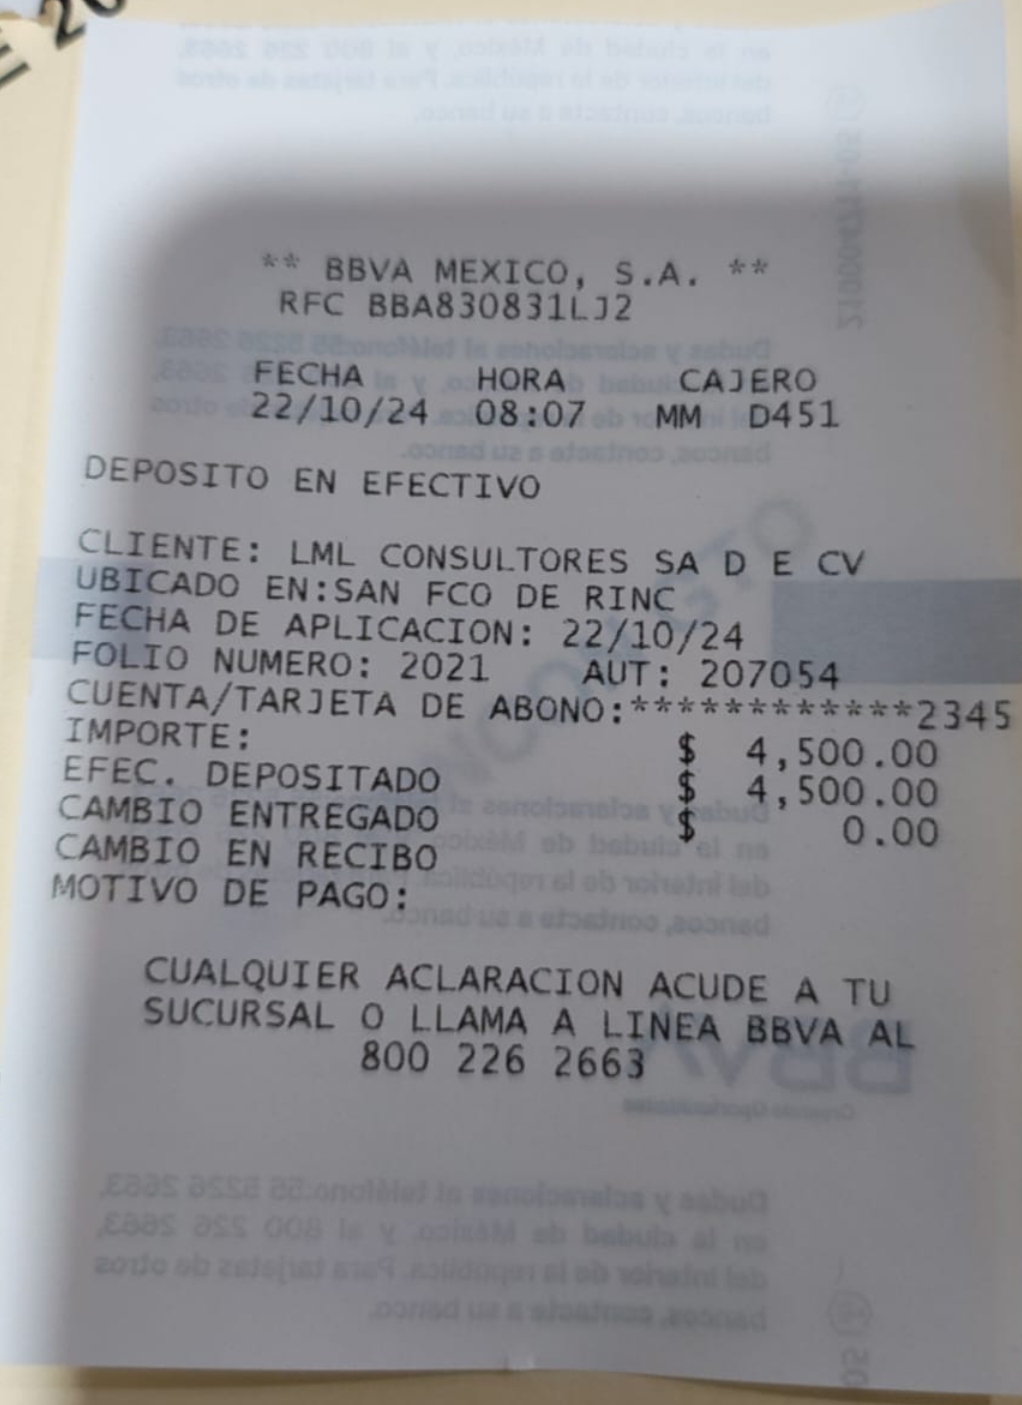 ** BBVA MEXICO, S.A. **
RFC BBA830831LJ2
FECHA HORA CAJERO
22/10/24 08:07 MM D451
DEPOSITO EN EFECTIVO
CLIENTE: LML CONSULTORES SA D E CV
UBICADO EN:SAN FCO DE RINC
FECHA DE APLICACION: 22/10/24
FOLIO NUMERO: 2021 AUT: 207054
CUENTA/TARJETA DE ABONO:************2345
IMPORTE: $ 4,500.00
EFEC. DEPOSITADO $ 4,500.00
CAMBIO ENTREGADO $ 0.00
CAMBIO EN RECIBO
MOTIVO DE PAGO:
CUALQUIER ACLARACION ACUDE A TU
SUCURSAL O LLAMA A LINEA BBVA AL
800 226 2663